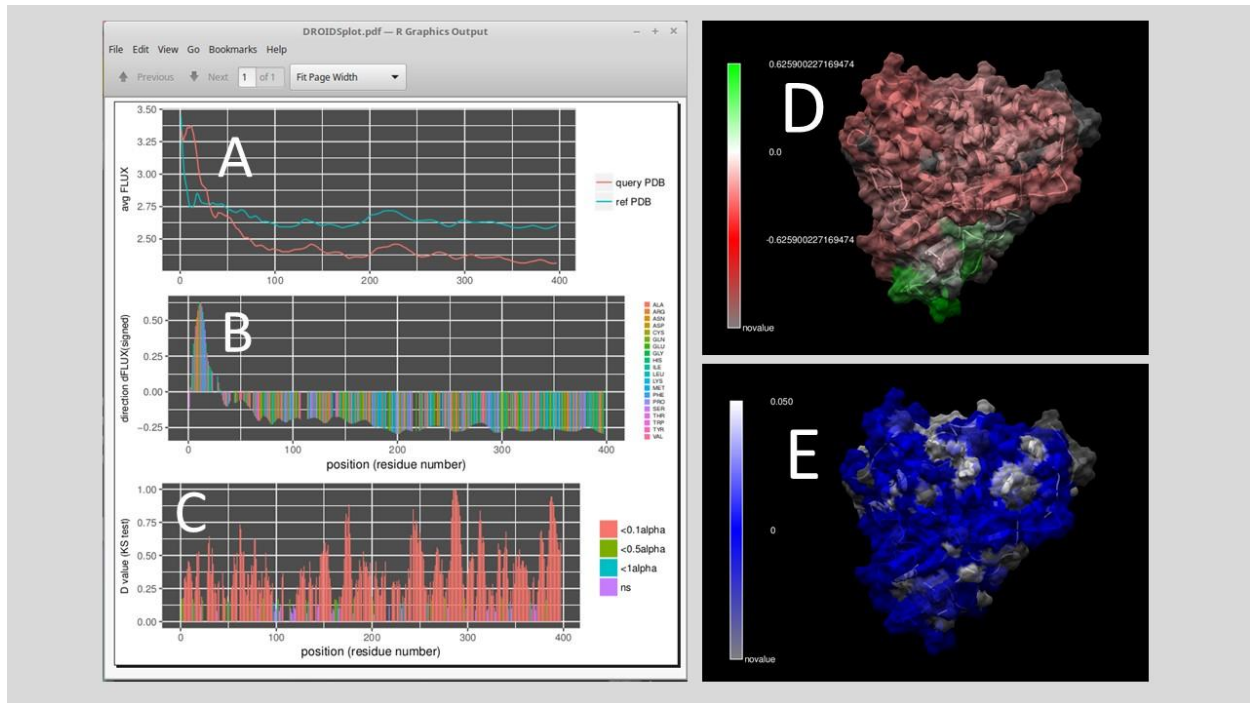 DROIDSplot.pdf — R Graphics Output
File Edit View Go Bookmarks Help
Previous Next 1 of 1 Fit Page Width
A
3.50
3.25
3.00
2.75
2.50
avg FLUX
0 100 200 300 400
query PDB
ref PDB
B
0.50
0.25
0.00
−0.25
direction dFLUX(signed)
0 100 200 300 400
position (residue number)
ALA
ARG
ASN
ASP
CYS
GLN
GLU
GLY
HIS
ILE
LEU
LYS
MET
PHE
PRO
SER
THR
TRP
TYR
VAL
C
1.00
0.75
0.50
0.25
0.00
D value (KS test)
0 100 200 300 400
position (residue number)
<0.1alpha
<0.5alpha
<1alpha
ns
D
0.625900227169474
0.0
-0.625900227169474
novalue
E
0.050
0
novalue